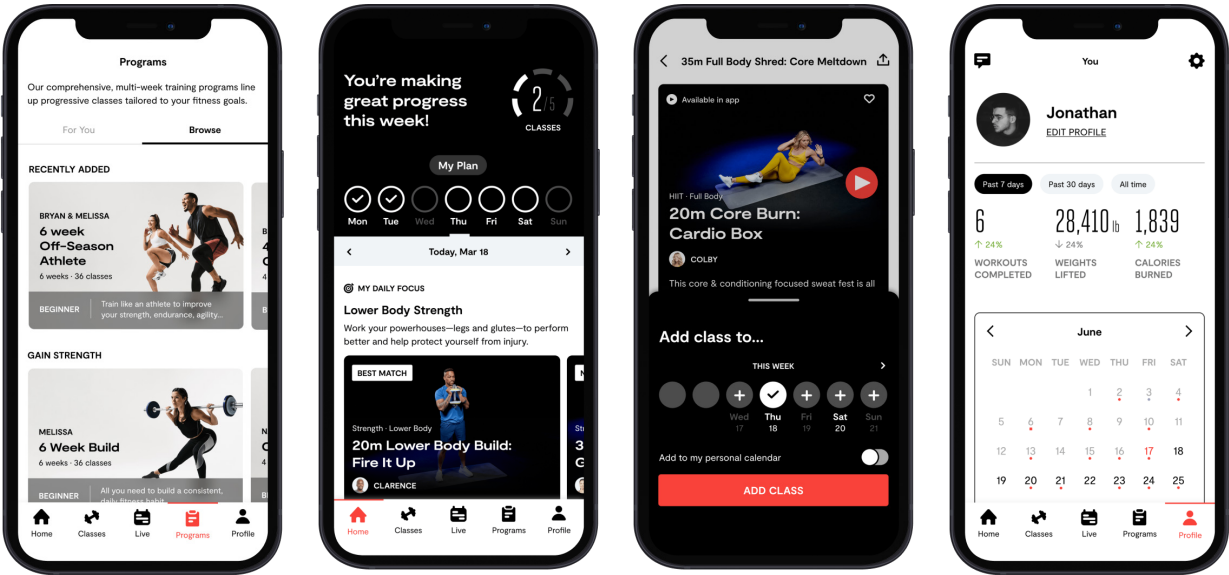 Programs
Our comprehensive, multi-week training programs line
up progressive classes tailored to your fitness goals.
For You
Browse
RECENTLY ADDED
BRYAN & MELISSA
6 week
Off-Season
Athlete
6 weeks · 36 classes
BEGINNER
Train like an athlete to improve
your strength, endurance, agility...
GAIN STRENGTH
MELISSA
6 Week Build
6 weeks · 36 classes
BEGINNER
All you need to build a consistent,
daily fitness habit
Home
Classes
Live
Programs
Profile
You're making
great progress
this week!
2/5
CLASSES
My Plan
Mon Tue Wed Thu Fri Sat Sun
Today, Mar 18
MY DAILY FOCUS
Lower Body Strength
Work your powerhouses—legs and glutes—to perform
better and help protect yourself from injury.
BEST MATCH
Strength · Lower Body
20m Lower Body Build:
Fire It Up
CLARENCE
Home
Classes
Live
Programs
Profile
35m Full Body Shred: Core Meltdown
Available in app
HIIT · Full Body
20m Core Burn:
Cardio Box
COLBY
This core & conditioning focused sweat fest is all
Add class to...
THIS WEEK
Wed Thu Fri Sat Sun
17 18 19 20 21
Add to my personal calendar
ADD CLASS
You
Jonathan
EDIT PROFILE
Past 7 days
Past 30 days
All time
6
28,410 lb
1,839
↑ 24%
↓ 24%
↑ 24%
WORKOUTS
COMPLETED
WEIGHTS
LIFTED
CALORIES
BURNED
June
SUN MON TUE WED THU FRI SAT
1 2 3 4
5 6 7 8 9 10 11
12 13 14 15 16 17 18
19 20 21 22 23 24 25
Home
Classes
Live
Programs
Profile